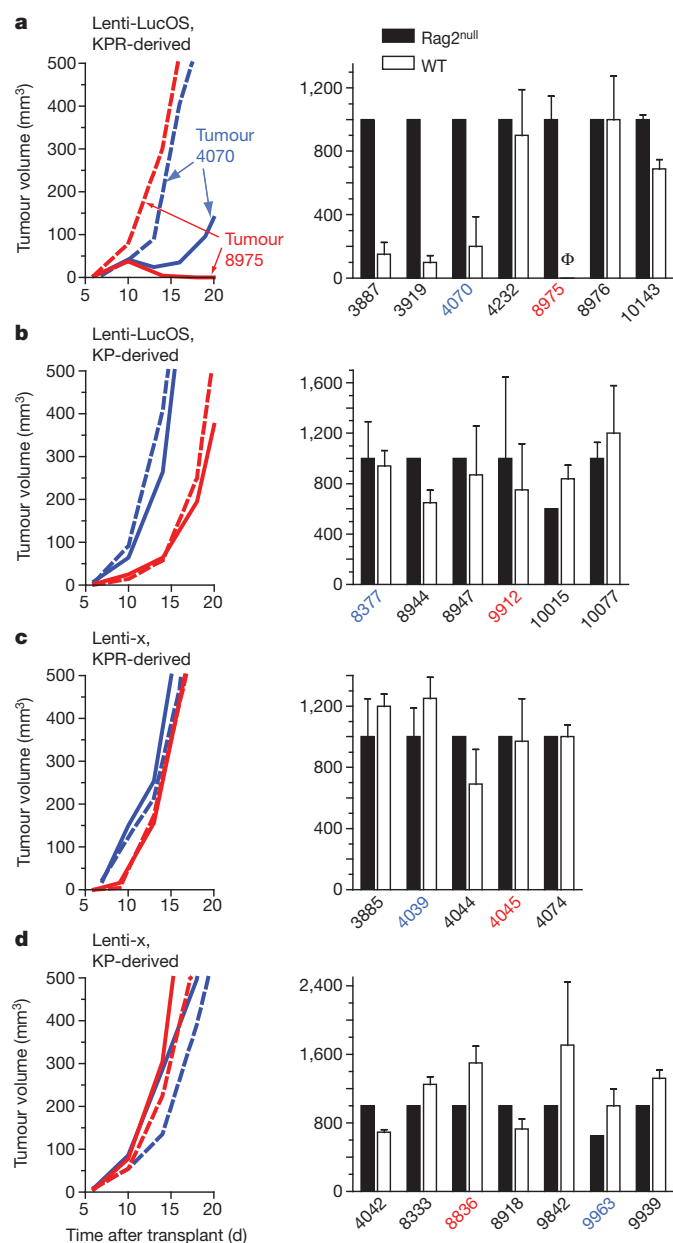 a
Lenti-LucOS,
KPR-derived
Tumour volume (mm³)
500
400
300
200
100
0
5 10 15 20
Tumour
4070
Tumour
8975
Rag2null
WT
1,200
800
400
0
Φ
3887 3919 4070 4232 8975 8976 10143
b
Lenti-LucOS,
KP-derived
Tumour volume (mm³)
500
400
300
200
100
0
5 10 15 20
1,600
1,200
800
400
0
8377 8944 8947 9912 10015 10077
c
Lenti-x,
KPR-derived
Tumour volume (mm³)
500
400
300
200
100
0
5 10 15 20
1,200
800
400
0
3885 4039 4044 4045 4074
d
Lenti-x,
KP-derived
Tumour volume (mm³)
500
400
300
200
100
0
5 10 15 20
Time after transplant (d)
2,400
1,600
800
0
4042 8333 8836 8918 9842 9963 9939